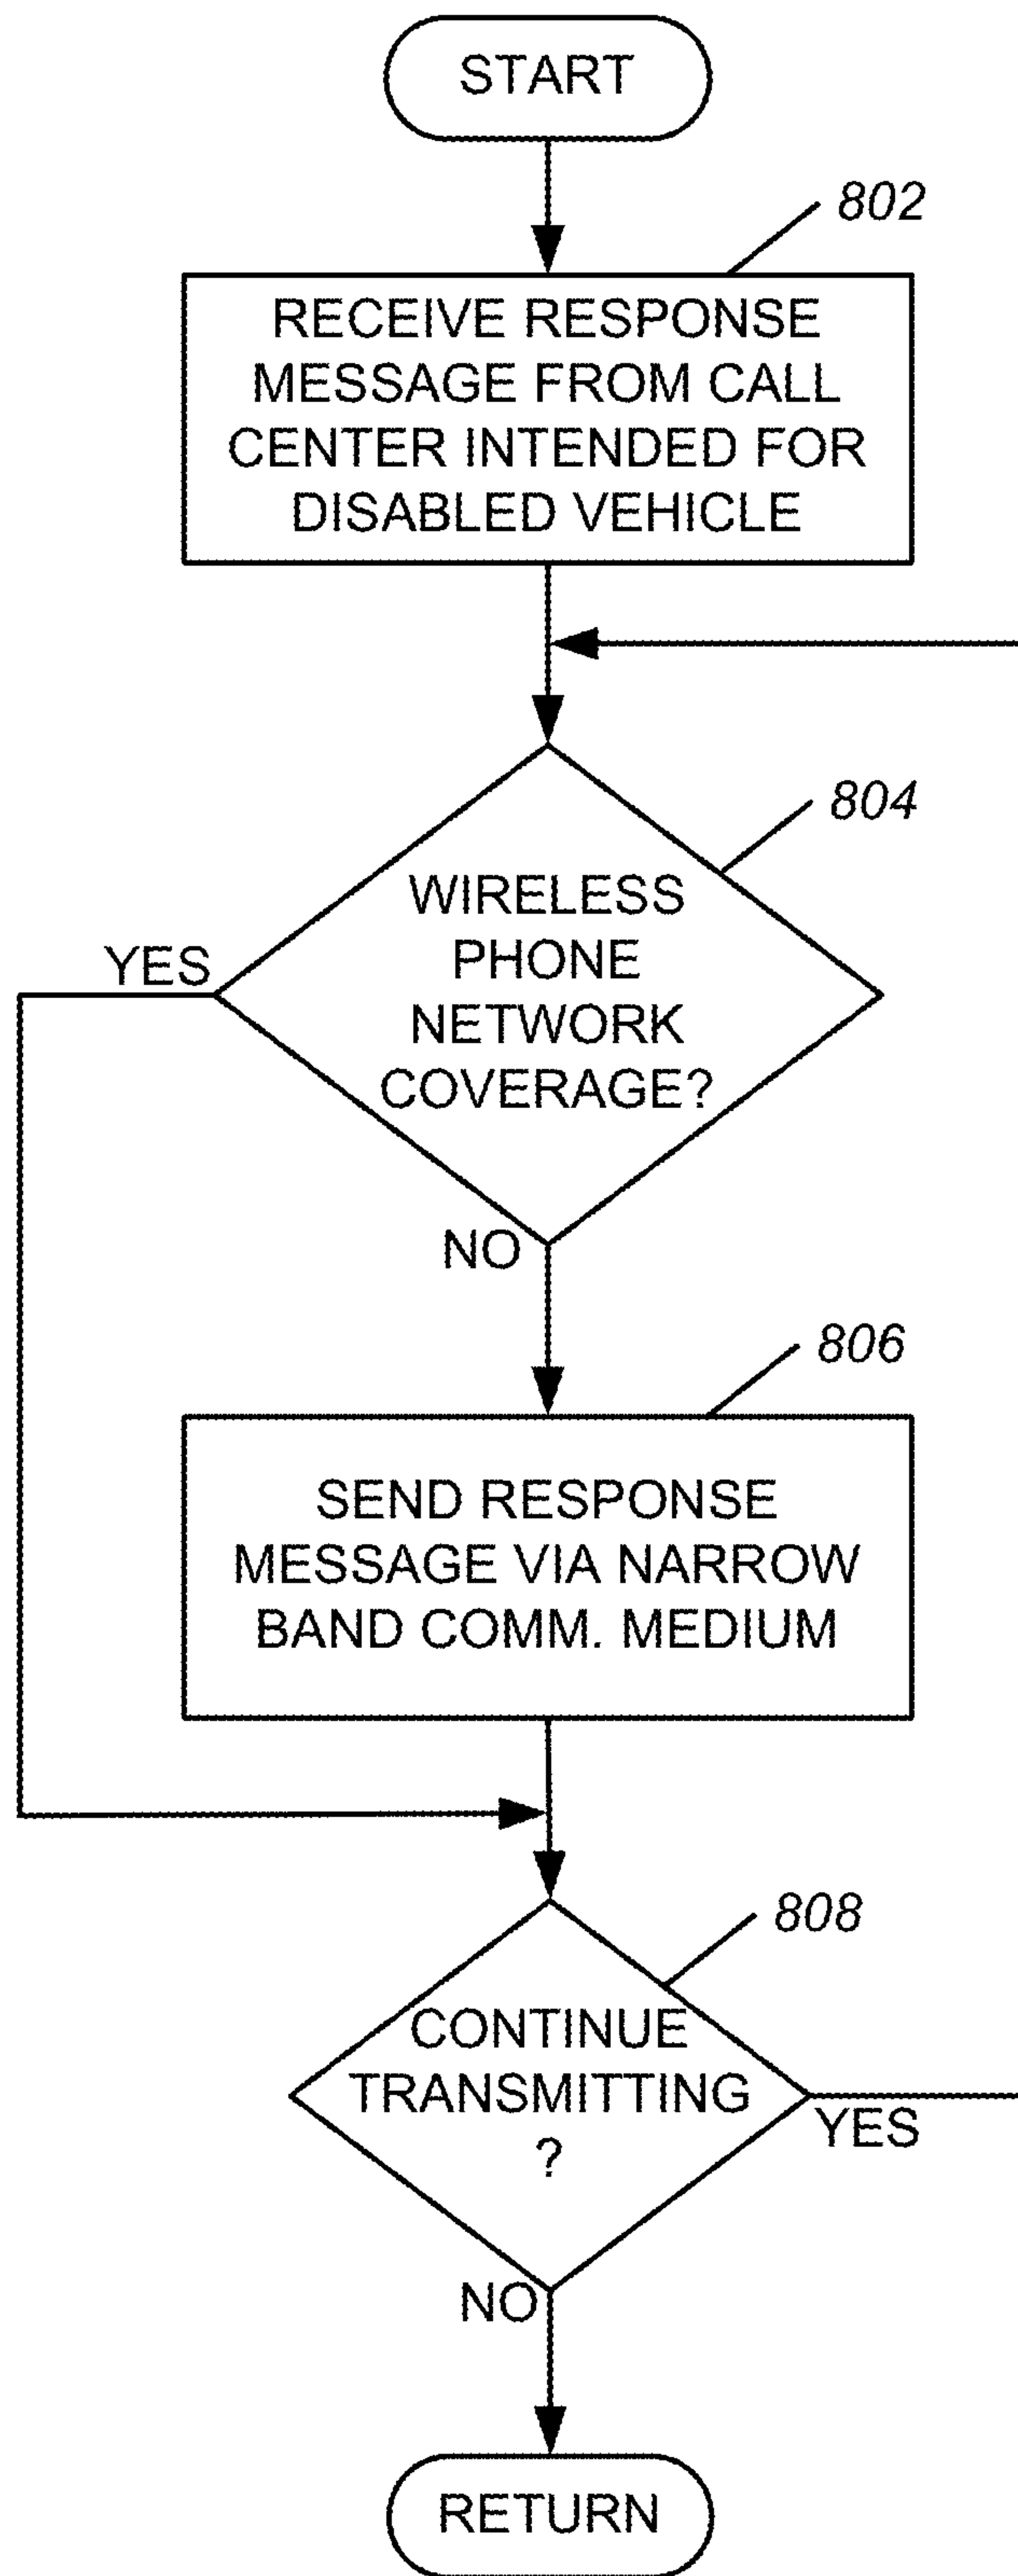 START
802
RECEIVE RESPONSE
MESSAGE FROM CALL
CENTER INTENDED FOR
DISABLED VEHICLE
804
WIRELESS
PHONE
NETWORK
COVERAGE?
YES
NO
806
SEND RESPONSE
MESSAGE VIA NARROW
BAND COMM. MEDIUM
808
CONTINUE
TRANSMITTING
?
YES
NO
RETURN